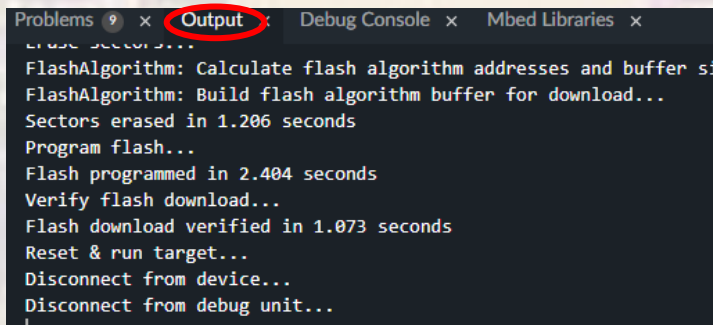 Problems 9 × Output × Debug Console × Mbed Libraries ×
Erase sectors...
FlashAlgorithm: Calculate flash algorithm addresses and buffer si
FlashAlgorithm: Build flash algorithm buffer for download...
Sectors erased in 1.206 seconds
Program flash...
Flash programmed in 2.404 seconds
Verify flash download...
Flash download verified in 1.073 seconds
Reset & run target...
Disconnect from device...
Disconnect from debug unit...